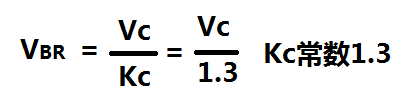 VBR = Vc/Kc = Vc/1.3 Kc常数1.3